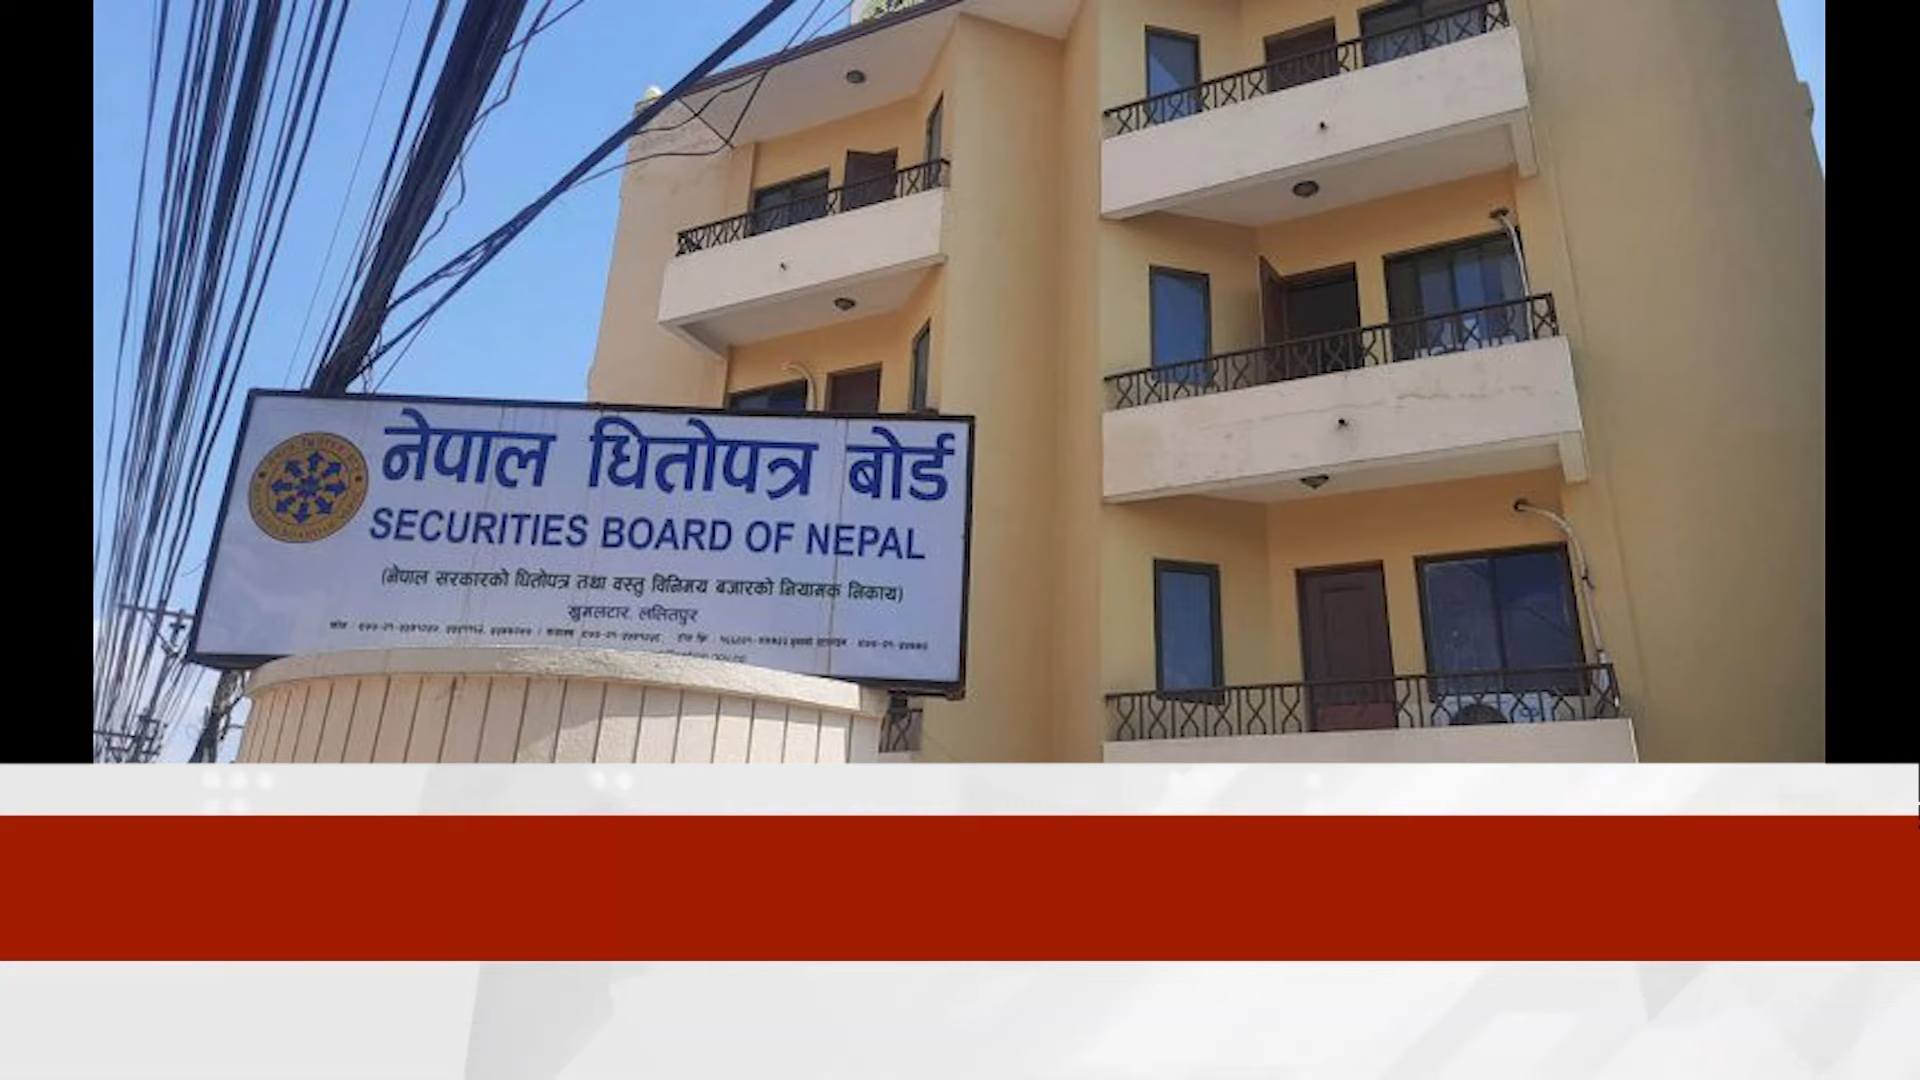 नेपाल धितोपत्र बोर्ड
SECURITIES BOARD OF NEPAL
(नेपाल सरकारको धितोपत्र तथा वस्तु विनिमय बजारको नियामक निकाय)
खुमलटार, ललितपुर